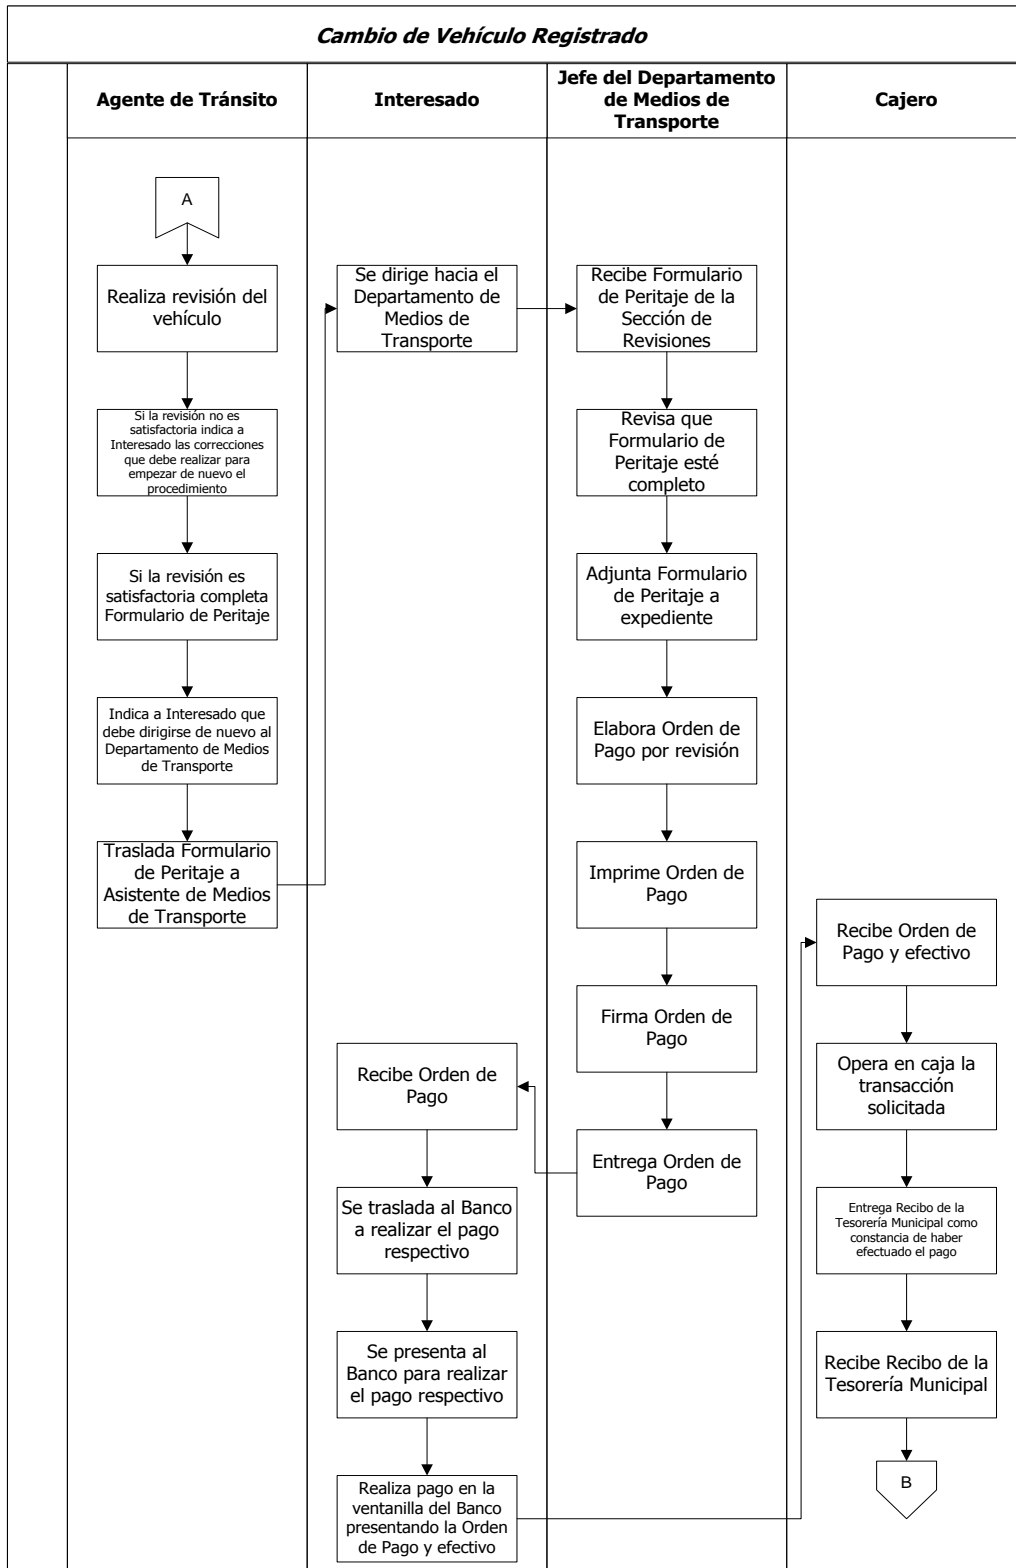 Cambio de Vehículo Registrado
Agente de Tránsito
Interesado
Jefe del Departamento
de Medios de
Transporte
Cajero
A
Realiza revisión del
vehículo
Si la revisión no es
satisfactoria indica a
Interesado las correcciones
que debe realizar para
empezar de nuevo el
procedimiento
Si la revisión es
satisfactoria completa
Formulario de Peritaje
Indica a Interesado que
debe dirigirse de nuevo al
Departamento de Medios
de Transporte
Traslada Formulario
de Peritaje a
Asistente de Medios
de Transporte
Se dirige hacia el
Departamento de
Medios de
Transporte
Recibe Formulario
de Peritaje de la
Sección de
Revisiones
Revisa que
Formulario de
Peritaje esté
completo
Adjunta Formulario
de Peritaje a
expediente
Elabora Orden de
Pago por revisión
Imprime Orden de
Pago
Firma Orden de
Pago
Entrega Orden de
Pago
Recibe Orden de
Pago
Se traslada al Banco
a realizar el pago
respectivo
Se presenta al
Banco para realizar
el pago respectivo
Realiza pago en la
ventanilla del Banco
presentando la Orden
de Pago y efectivo
Recibe Orden de
Pago y efectivo
Opera en caja la
transacción
solicitada
Entrega Recibo de la
Tesorería Municipal como
constancia de haber
efectuado el pago
Recibe Recibo de la
Tesorería Municipal
B